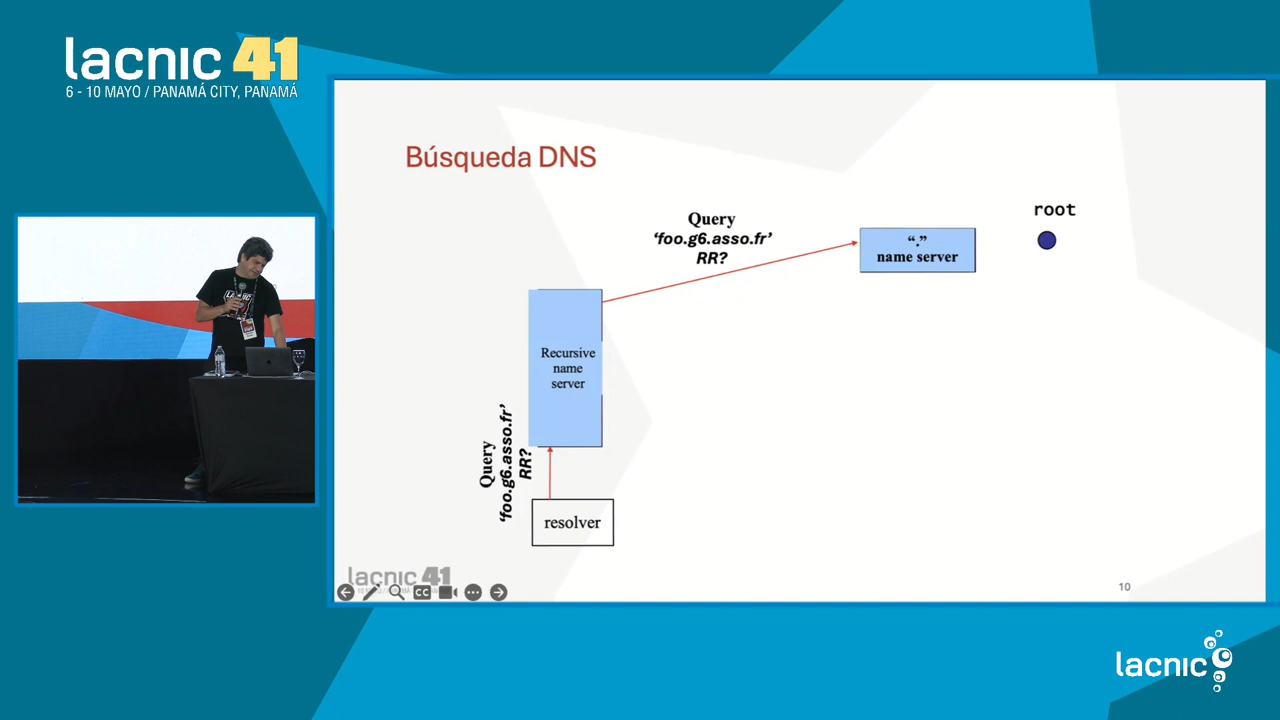 lacnic 41
6 - 10 MAYO / PANAMÁ CITY, PANAMÁ
Búsqueda DNS
Query
‘foo.g6.asso.fr’
RR?
“.”
name server
root
Recursive
name
server
Query
‘foo.g6.asso.fr’
RR?
resolver
lacnic 41
CC
10
lacnic